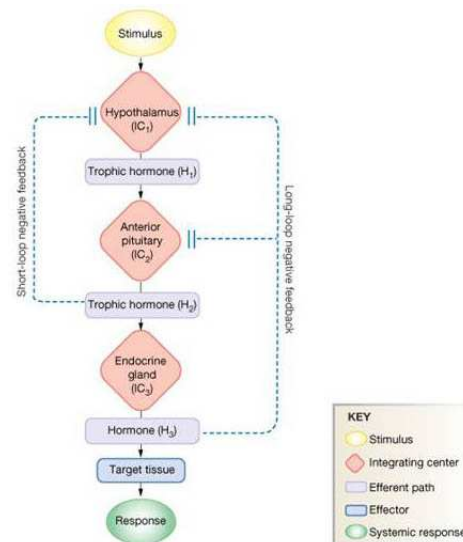 Stimulus
Hypothalamus
(IC₁)
Trophic hormone (H₁)
Anterior
pituitary
(IC₂)
Trophic hormone (H₂)
Endocrine
gland
(IC₃)
Hormone (H₃)
Target tissue
Response
Short-loop negative feedback
Long-loop negative feedback
KEY
Stimulus
Integrating center
Efferent path
Effector
Systemic response